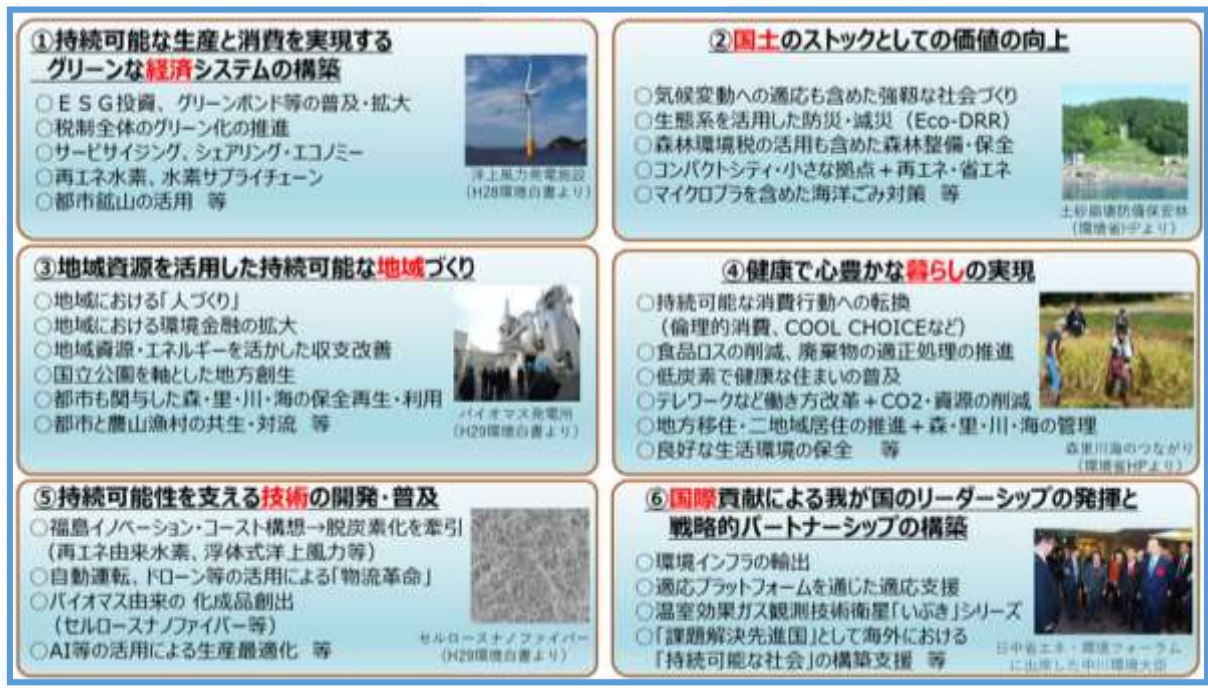 ①持続可能な生産と消費を実現する
グリーンな経済システムの構築
○ESG投資、グリーンボンド等の普及・拡大
○税制全体のグリーン化の推進
○サービサイジング、シェアリング・エコノミー
○再エネ水素、水素サプライチェーン
○都市鉱山の活用 等
洋上風力発電施設
(H28環境白書より)
②国土のストックとしての価値の向上
○気候変動への適応も含めた強靱な社会づくり
○生態系を活用した防災・減災（Eco-DRR）
○森林環境税の活用も含めた森林整備・保全
○コンパクトシティ・小さな拠点＋再エネ・省エネ
○マイクロプラを含めた海洋ごみ対策 等
土砂崩壊防備保安林
(環境省HPより)
③地域資源を活用した持続可能な地域づくり
○地域における「人づくり」
○地域における環境金融の拡大
○地域資源・エネルギーを活かした収支改善
○国立公園を軸とした地方創生
○都市も関与した森・里・川・海の保全再生・利用
○都市と農山漁村の共生・対流 等
バイオマス発電所
(H29環境白書より)
④健康で心豊かな暮らしの実現
○持続可能な消費行動への転換
（倫理的消費、COOL CHOICEなど）
○食品ロスの削減、廃棄物の適正処理の推進
○低炭素で健康な住まいの普及
○テレワークなど働き方改革＋CO2・資源の削減
○地方移住・二地域居住の推進＋森・里・川・海の管理
○良好な生活環境の保全 等
森里川海のつながり
(環境省HPより)
⑤持続可能性を支える技術の開発・普及
○福島イノベーション・コースト構想→脱炭素化を牽引
（再エネ由来水素、浮体式洋上風力等）
○自動運転、ドローン等の活用による「物流革命」
○バイオマス由来の 化成品創出
（セルロースナノファイバー等）
○AI等の活用による生産最適化 等
セルロースナノファイバー
(H29環境白書より)
⑥国際貢献による我が国のリーダーシップの発揮と
戦略的パートナーシップの構築
○環境インフラの輸出
○適応プラットフォームを通じた適応支援
○温室効果ガス観測技術衛星「いぶき」シリーズ
○「課題解決先進国」として海外における
「持続可能な社会」の構築支援 等
日中省エネ・環境フォーラム
に出席した中川環境大臣